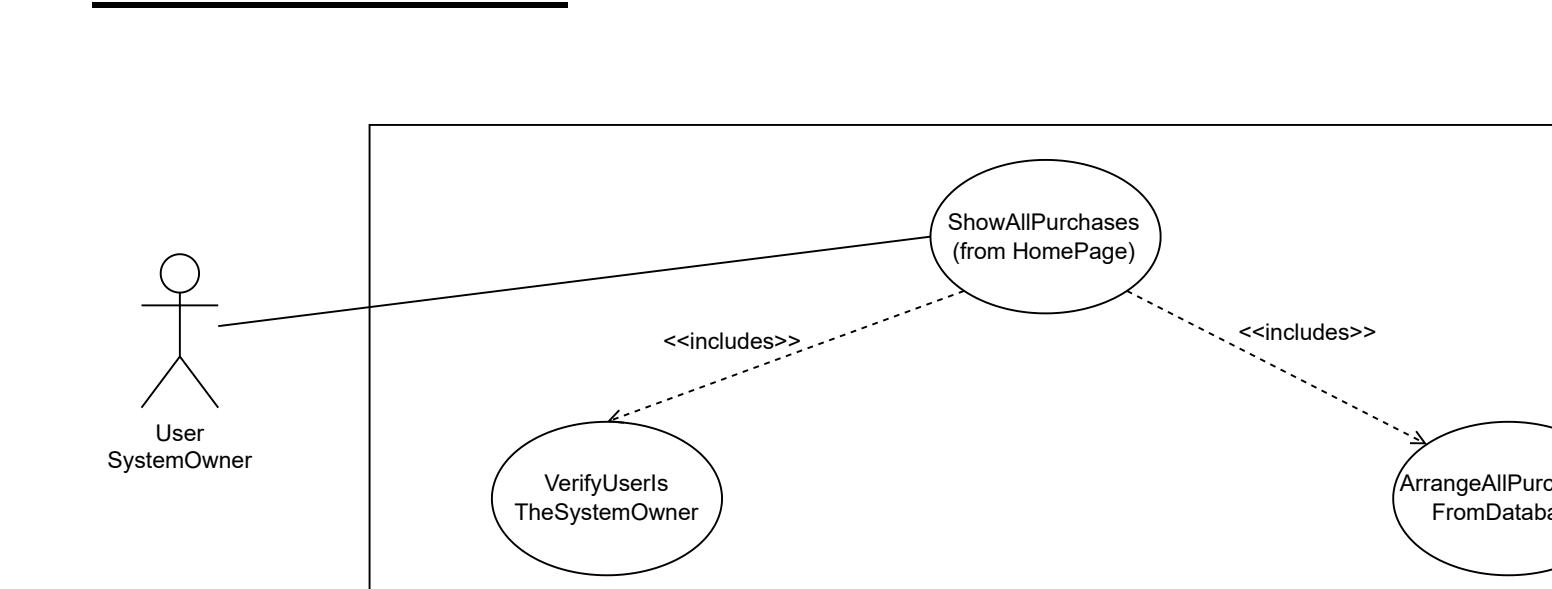 ShowAllPurchases
(from HomePage)
<<includes>>
<<includes>>
User
SystemOwner
VerifyUserIs
TheSystemOwner